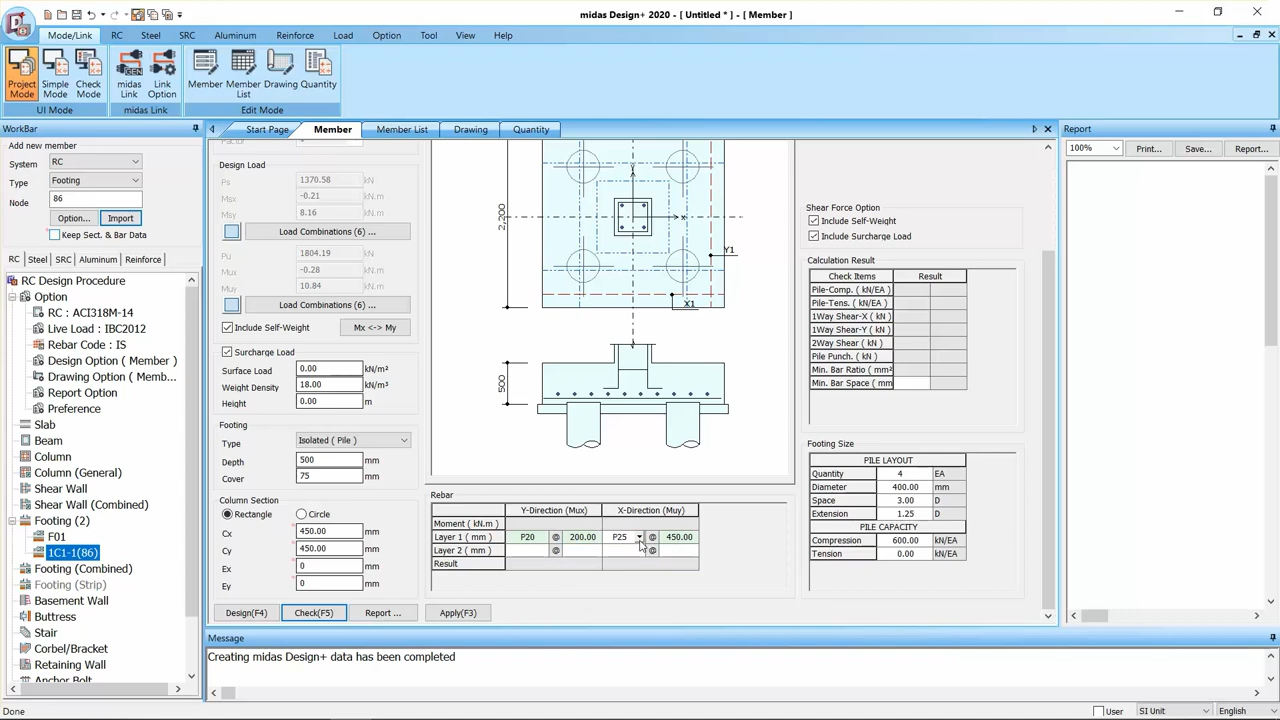 midas Design+ 2020 - [ Untitled * ] - [ Member ]
Mode/Link RC Steel SRC Aluminum Reinforce Load Option Tool View Help
Project Mode
Simple Mode
Check Mode
midas Link
Link Option
Member
Member List
Drawing
Quantity
UI Mode midas Link Edit Mode
WorkBar
Add new member
System RC
Type Footing
Node 86
Option... Import
Keep Sect. & Bar Data
RC Steel SRC Aluminum Reinforce
RC Design Procedure
Option
RC : ACI318M-14
Live Load : IBC2012
Rebar Code : IS
Design Option ( Member )
Drawing Option ( Memb...
Report Option
Preference
Slab
Beam
Column
Column (General)
Shear Wall
Shear Wall (Combined)
Footing (2)
F01
1C1-1(86)
Footing (Combined)
Footing (Strip)
Basement Wall
Buttress
Stair
Corbel/Bracket
Retaining Wall
Anchor Bolt
Start Page Member Member List Drawing Quantity
Factor
Design Load
Ps 1370.58 kN
Msx -0.21 kN.m
Msy 8.16 kN.m
Load Combinations (6) ...
Pu 1804.19 kN
Mux -0.28 kN.m
Muy 10.84 kN.m
Load Combinations (6) ...
Include Self-Weight Mx <-> My
Surcharge Load
Surface Load 0.00 kN/m²
Weight Density 18.00 kN/m³
Height 0.00 m
Footing
Type Isolated ( Pile )
Depth 500 mm
Cover 75 mm
Column Section
Rectangle Circle
Cx 450.00 mm
Cy 450.00 mm
Ex 0 mm
Ey 0 mm
Design(F4) Check(F5) Report ... Apply(F3)
2,200
Y
x
Y1
X1
500
Rebar
Y-Direction (Mux) X-Direction (Muy)
Moment ( kN.m )
Layer 1 ( mm ) P20 @ 200.00 P25 @ 450.00
Layer 2 ( mm ) @ @
Result
Shear Force Option
Include Self-Weight
Include Surcharge Load
Calculation Result
Check Items Result
Pile-Comp. ( kN/EA )
Pile-Tens. ( kN/EA )
1Way Shear-X ( kN )
1Way Shear-Y ( kN )
2Way Shear ( kN )
Pile Punch. ( kN )
Min. Bar Ratio ( mm²
Min. Bar Space ( mm
Footing Size
PILE LAYOUT
Quantity 4 EA
Diameter 400.00 mm
Space 3.00 D
Extension 1.25 D
PILE CAPACITY
Compression 600.00 kN/EA
Tension 0.00 kN/EA
Report
100% Print... Save... Report...
Message
Creating midas Design+ data has been completed
Done User SI Unit English